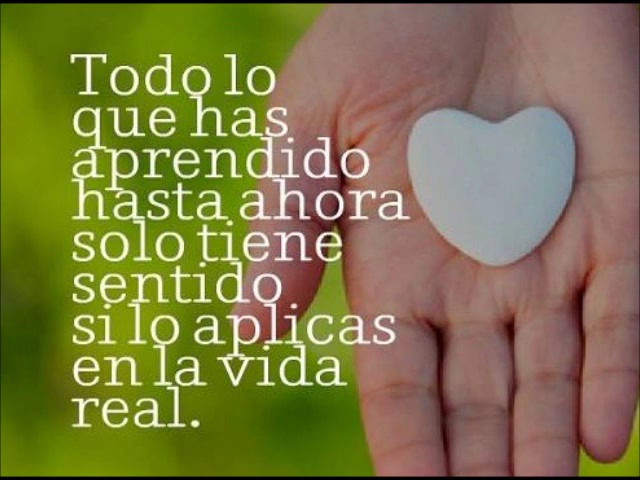 Todo lo
que has
aprendido
hasta ahora
solo tiene
sentido
si lo aplicas
en la vida
real.